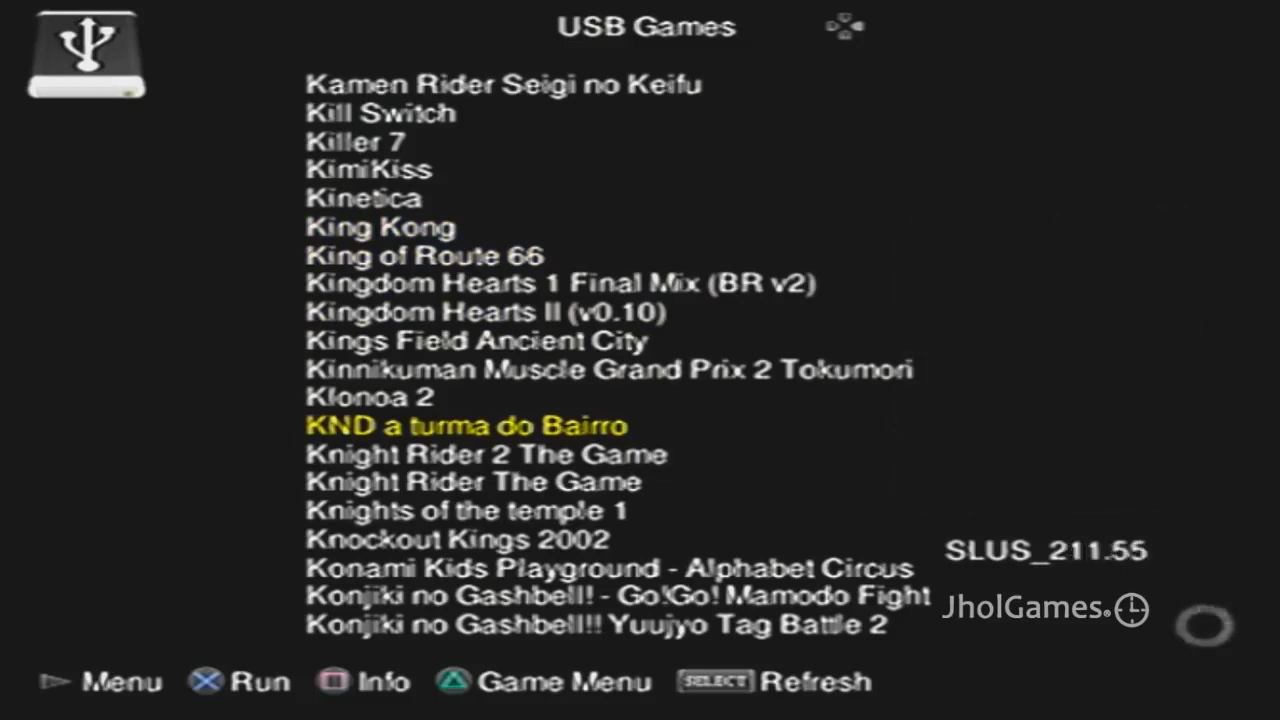 USB Games
Kamen Rider Seigi no Keifu
Kill Switch
Killer 7
KimiKiss
Kinetica
King Kong
King of Route 66
Kingdom Hearts 1 Final Mix (BR v2)
Kingdom Hearts II (v0.10)
Kings Field Ancient City
Kinnikuman Muscle Grand Prix 2 Tokumori
Klonoa 2
KND a turma do Bairro
Knight Rider 2 The Game
Knight Rider The Game
Knights of the temple 1
Knockout Kings 2002
Konami Kids Playground - Alphabet Circus
Konjiki no Gashbell! - Go!Go! Mamodo Fight
Konjiki no Gashbell!! Yuujyo Tag Battle 2
SLUS_211.55
JholGames.
Menu Run Info Game Menu SELECT Refresh